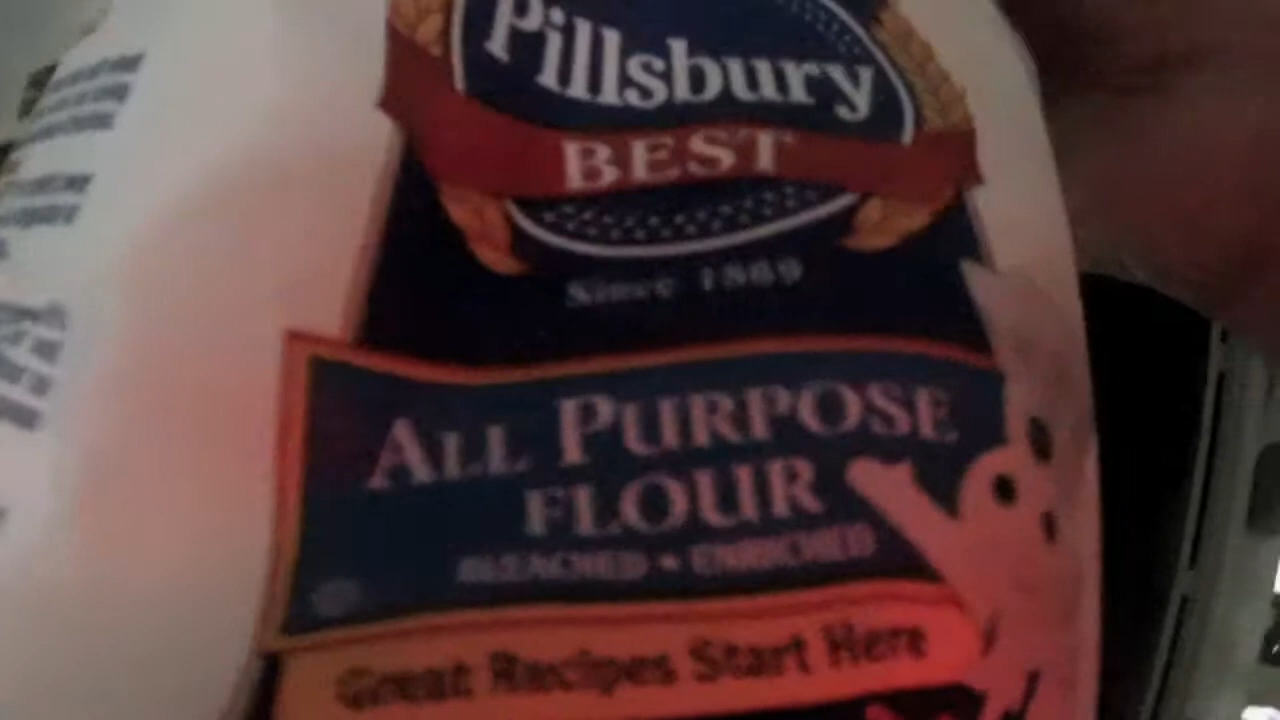 Pillsbury
BEST
Since 1869
ALL PURPOSE
FLOUR
BLEACHED • ENRICHED
Great Recipes Start Here